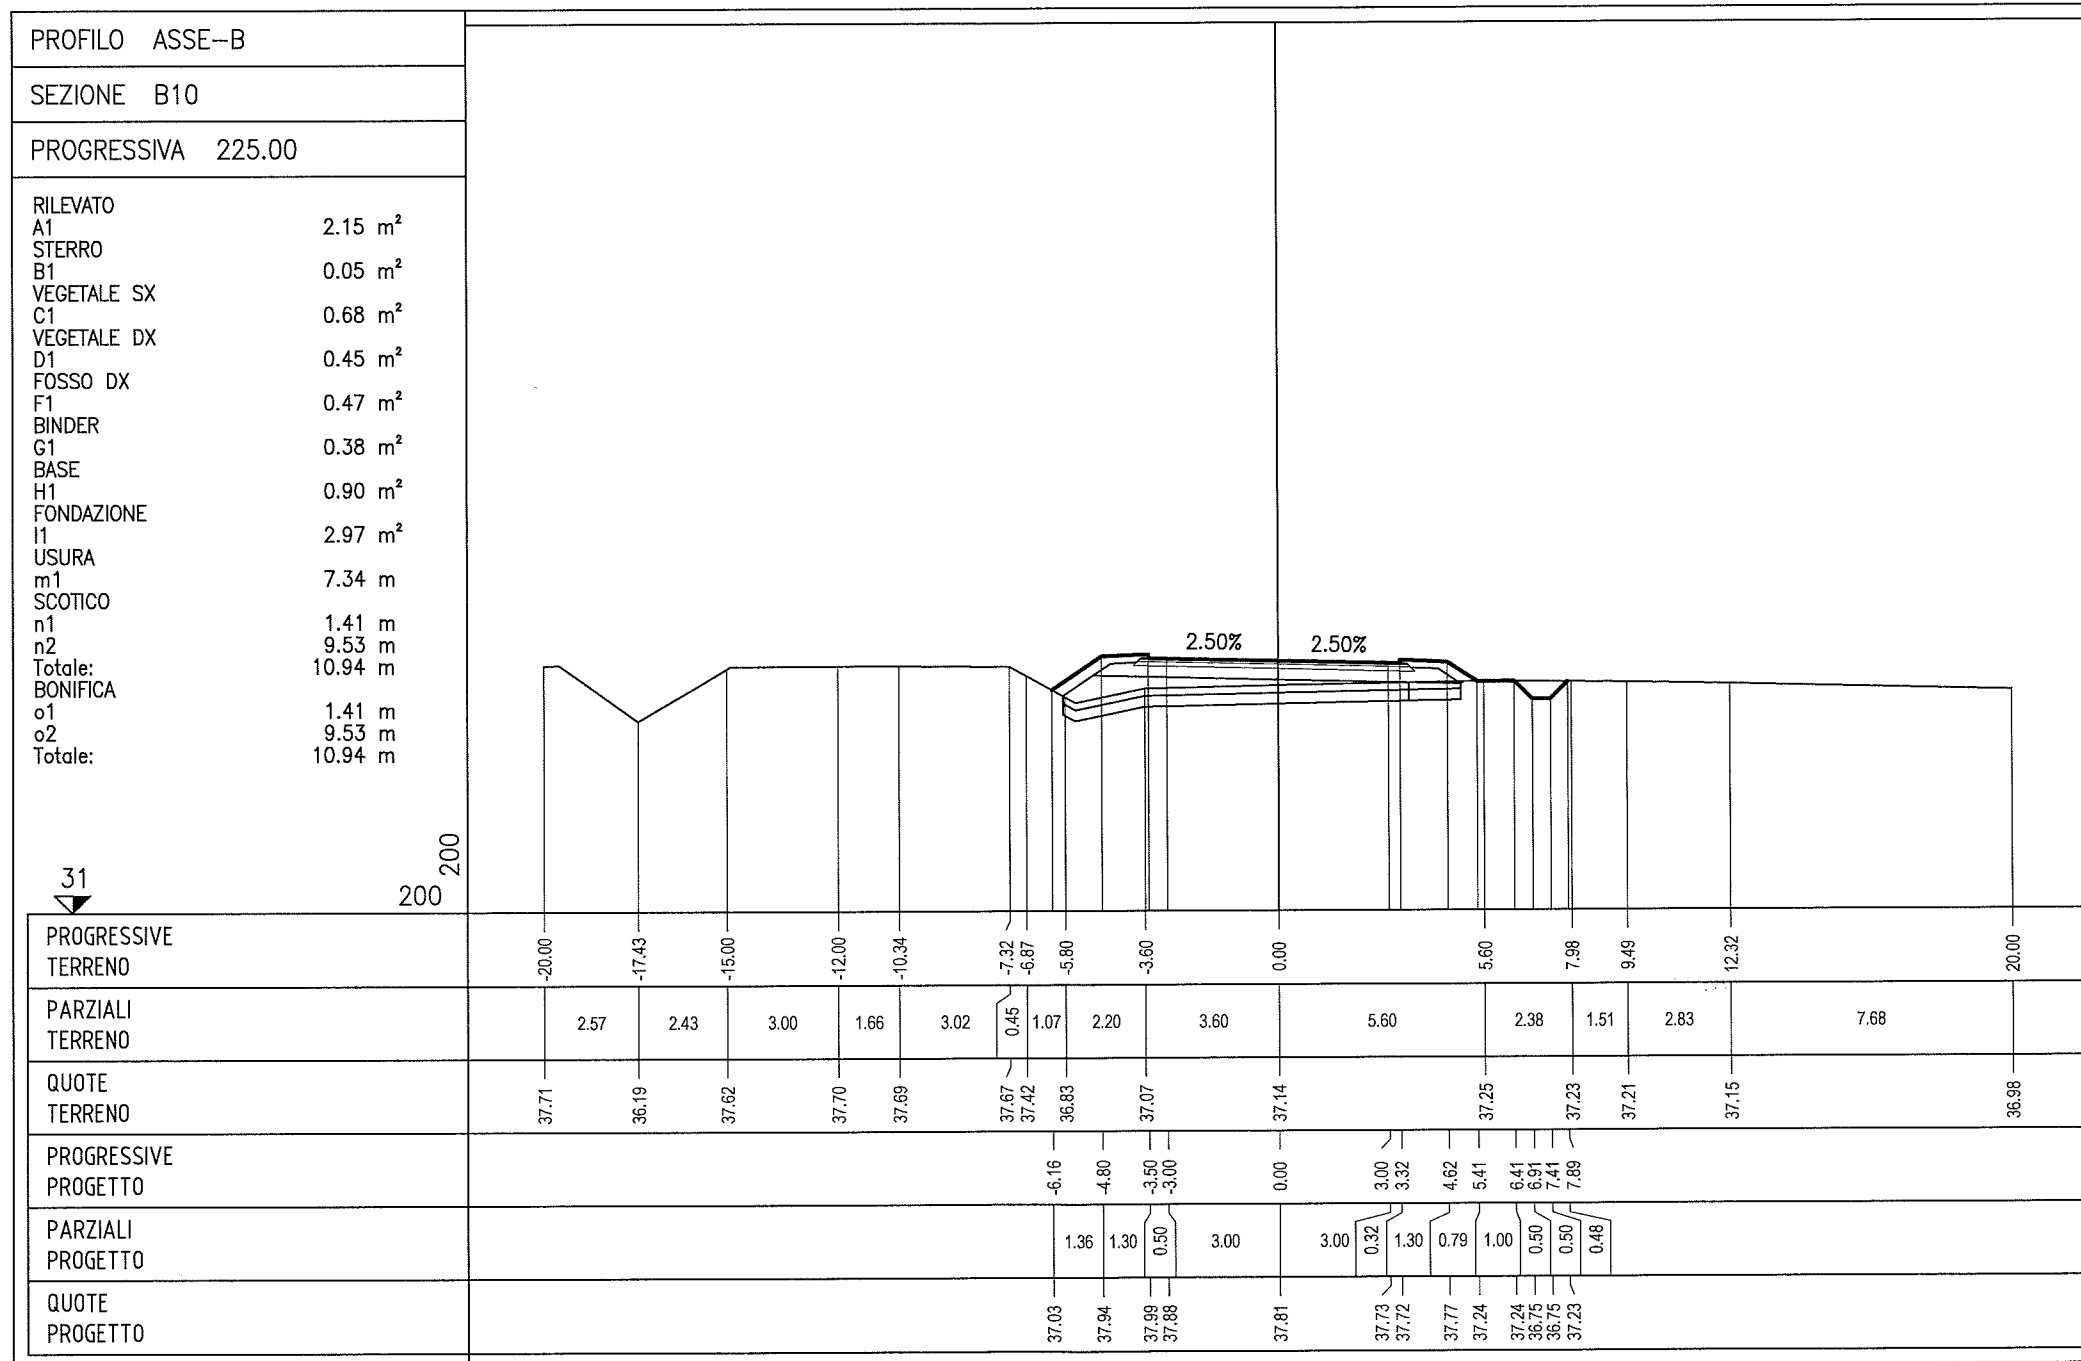 PROFILO ASSE-B
SEZIONE B10
PROGRESSIVA 225.00
RILEVATO
A1 2.15 m²
STERRO
B1 0.05 m²
VEGETALE SX
C1 0.68 m²
VEGETALE DX
D1 0.45 m²
FOSSO DX
F1 0.47 m²
BINDER
G1 0.38 m²
BASE
H1 0.90 m²
FONDAZIONE
I1 2.97 m²
USURA
m1 7.34 m
SCOTICO
n1 1.41 m
n2 9.53 m
Totale: 10.94 m
BONIFICA
o1 1.41 m
o2 9.53 m
Totale: 10.94 m
2.50% 2.50%
200
31
200
PROGRESSIVE
TERRENO
-20.00 -17.43 -15.00 -12.00 -10.34 -7.32 -6.87 -5.80 -3.60 0.00 5.60 7.98 9.49 12.32 20.00
PARZIALI
TERRENO
2.57 2.43 3.00 1.66 3.02 0.45 1.07 2.20 3.60 5.60 2.38 1.51 2.83 7.68
QUOTE
TERRENO
37.71 36.19 37.62 37.70 37.69 37.67 37.42 36.83 37.07 37.14 37.25 37.23 37.21 37.15 36.98
PROGRESSIVE
PROGETTO
-6.16 -4.80 -3.50 -3.00 0.00 3.00 3.32 4.62 5.41 6.41 6.91 7.41 7.89
PARZIALI
PROGETTO
1.36 1.30 0.50 3.00 3.00 0.32 1.30 0.79 1.00 0.50 0.50 0.48
QUOTE
PROGETTO
37.03 37.94 37.99 37.88 37.81 37.73 37.72 37.77 37.24 37.24 36.75 36.75 37.23